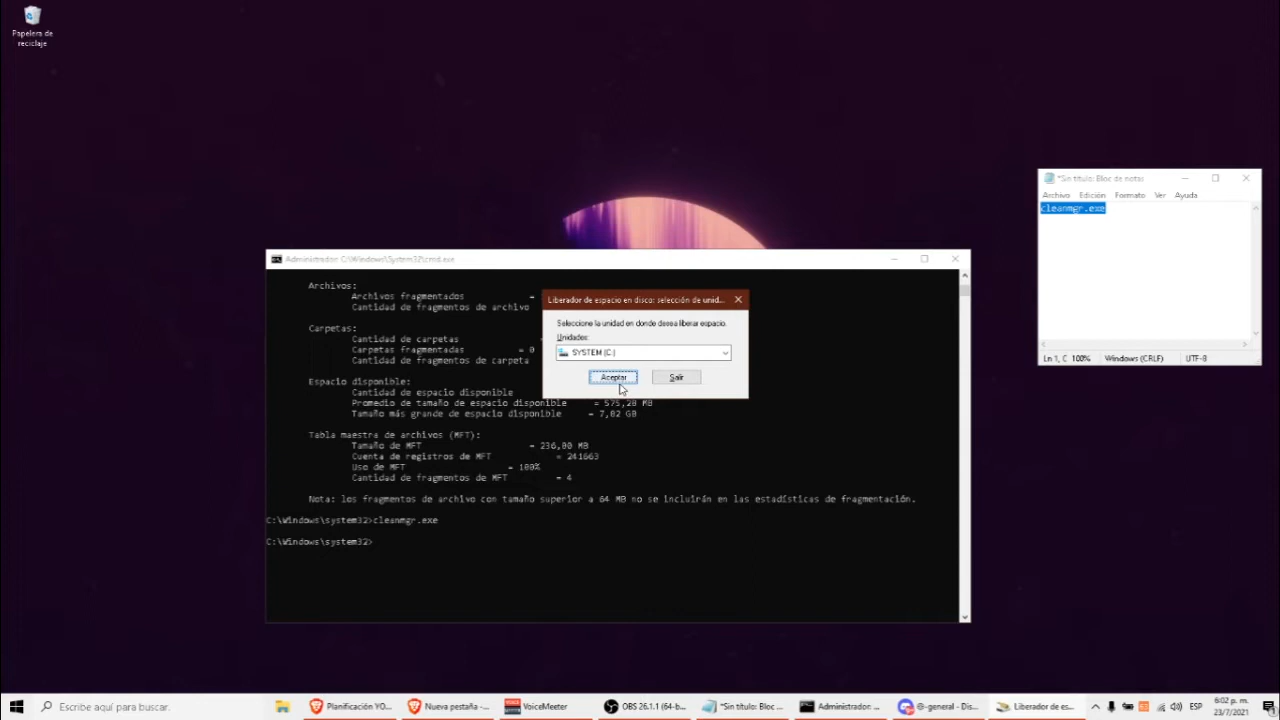 Papelera de
reciclaje
*Sin título: Bloc de notas
Archivo Edición Formato Ver Ayuda
cleanmgr.exe
Ln 1, C 100% Windows (CRLF) UTF-8
Administrador: C:\Windows\System32\cmd.exe
Archivos:
Archivos fragmentados =
Cantidad de fragmentos de archivo
Carpetas:
Cantidad de carpetas
Carpetas fragmentadas = 0
Cantidad de fragmentos de carpeta
Espacio disponible:
Cantidad de espacio disponible
Promedio de tamaño de espacio disponible = 575,20 MB
Tamaño más grande de espacio disponible = 7,02 GB
Tabla maestra de archivos (MFT):
Tamaño de MFT = 236,00 MB
Cuenta de registros de MFT = 241663
Uso de MFT = 100%
Cantidad de fragmentos de MFT = 4
Nota: los fragmentos de archivo con tamaño superior a 64 MB no se incluirán en las estadísticas de fragmentación.
C:\Windows\system32>cleanmgr.exe
C:\Windows\system32>
Liberador de espacio en disco: selección de unid...
Seleccione la unidad en donde desea liberar espacio.
Unidades:
SYSTEM (C:)
Aceptar Salir
Escribe aquí para buscar.
Planificación YO... Nueva pestaña -... VoiceMeeter OBS 26.1.1 (64-b... *Sin título: Bloc ... Administrador: ... @-general - Dis... Liberador de es...
ESP
6:02 p. m.
23/7/2021